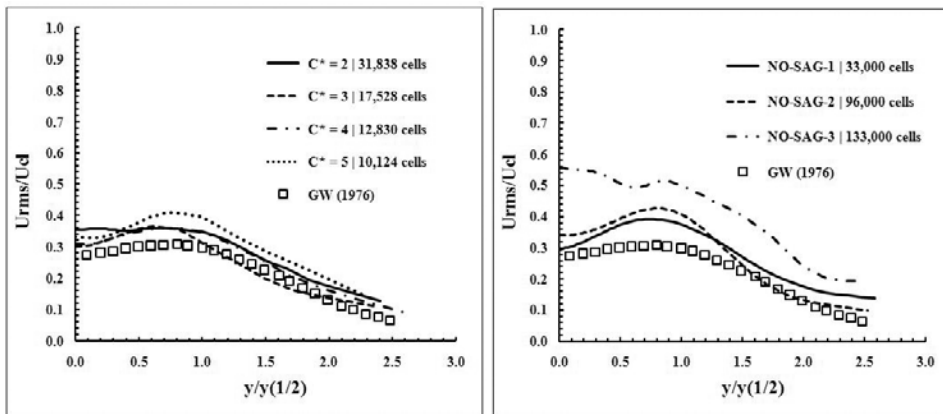 1.0
0.9
0.8
0.7
0.6
0.5
0.4
0.3
0.2
0.1
0.0
Urms/Ucl
C* = 2 | 31,838 cells
C* = 3 | 17,528 cells
C* = 4 | 12,830 cells
C* = 5 | 10,124 cells
GW (1976)
0.0 0.5 1.0 1.5 2.0 2.5 3.0
y/y(1/2)
1.0
0.9
0.8
0.7
0.6
0.5
0.4
0.3
0.2
0.1
0.0
Urms/Ucl
NO-SAG-1 | 33,000 cells
NO-SAG-2 | 96,000 cells
NO-SAG-3 | 133,000 cells
GW (1976)
0.0 0.5 1.0 1.5 2.0 2.5 3.0
y/y(1/2)